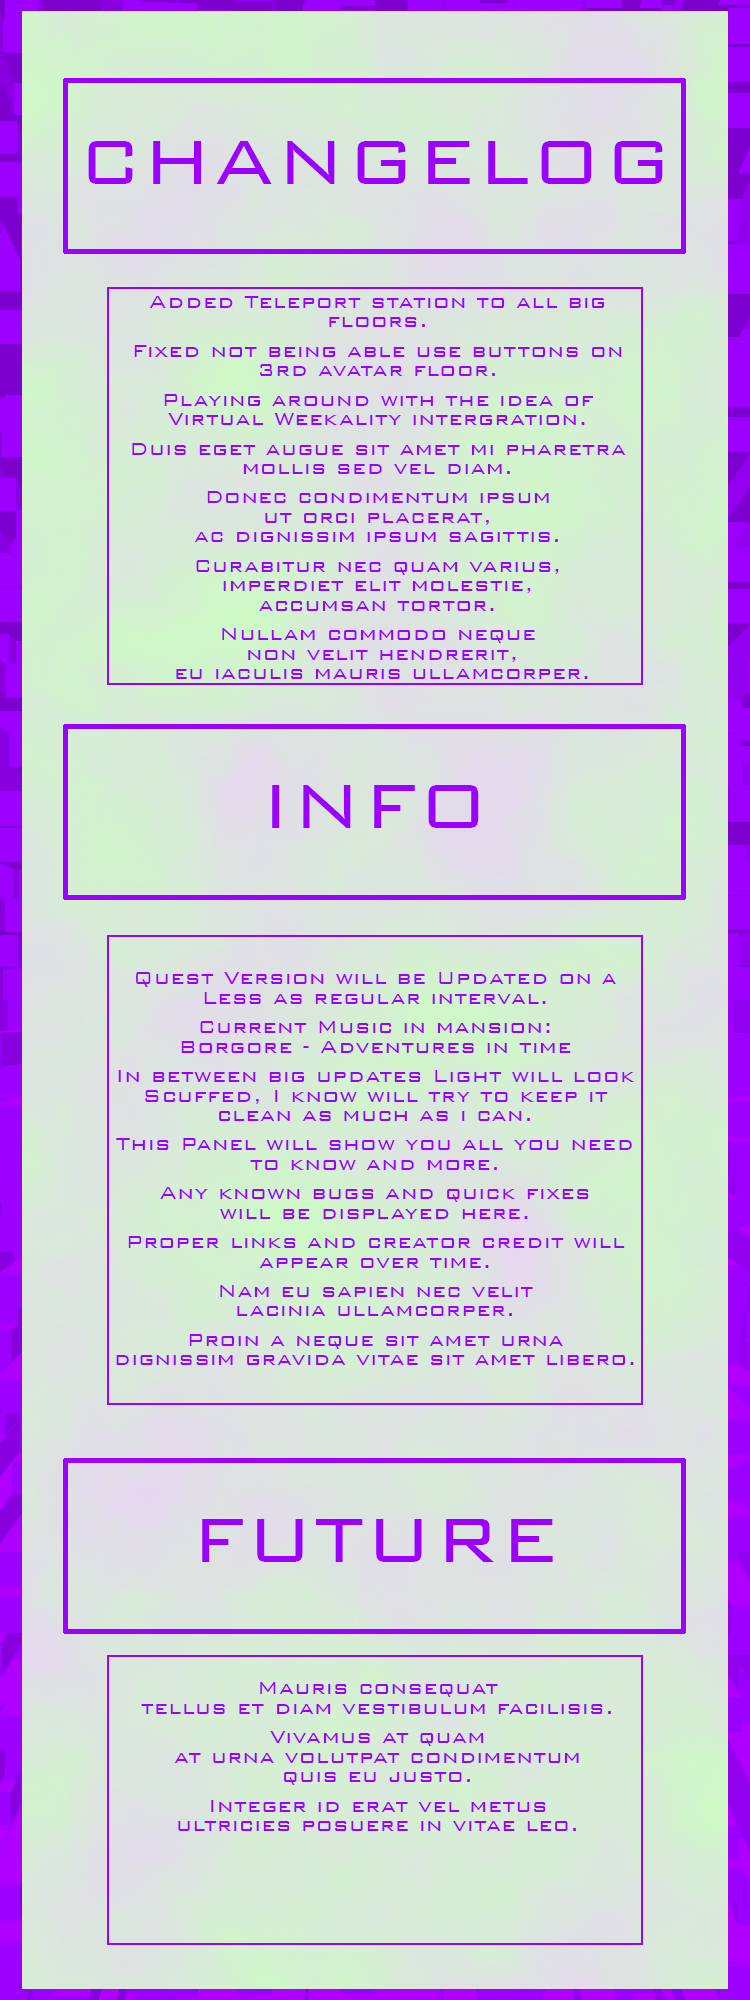 CHANGELOG
Added Teleport station to all big
floors.
Fixed not being able use buttons on
3rd avatar floor.
Playing around with the idea of
Virtual Weekality intergration.
Duis eget augue sit amet mi pharetra
mollis sed vel diam.
Donec condimentum ipsum
ut orci placerat,
ac dignissim ipsum sagittis.
Curabitur nec quam varius,
imperdiet elit molestie,
accumsan tortor.
Nullam commodo neque
non velit hendrerit,
eu iaculis mauris ullamcorper.
INFO
Quest Version will be Updated on a
Less as regular interval.
Current Music in mansion:
Borgore - Adventures in time
In between big updates Light will look
Scuffed, I know will try to keep it
clean as much as i can.
This Panel will show you all you need
to know and more.
Any known bugs and quick fixes
will be displayed here.
Proper links and creator credit will
appear over time.
Nam eu sapien nec velit
lacinia ullamcorper.
Proin a neque sit amet urna
dignissim gravida vitae sit amet libero.
FUTURE
Mauris consequat
tellus et diam vestibulum facilisis.
Vivamus at quam
at urna volutpat condimentum
quis eu justo.
Integer id erat vel metus
ultricies posuere in vitae leo.